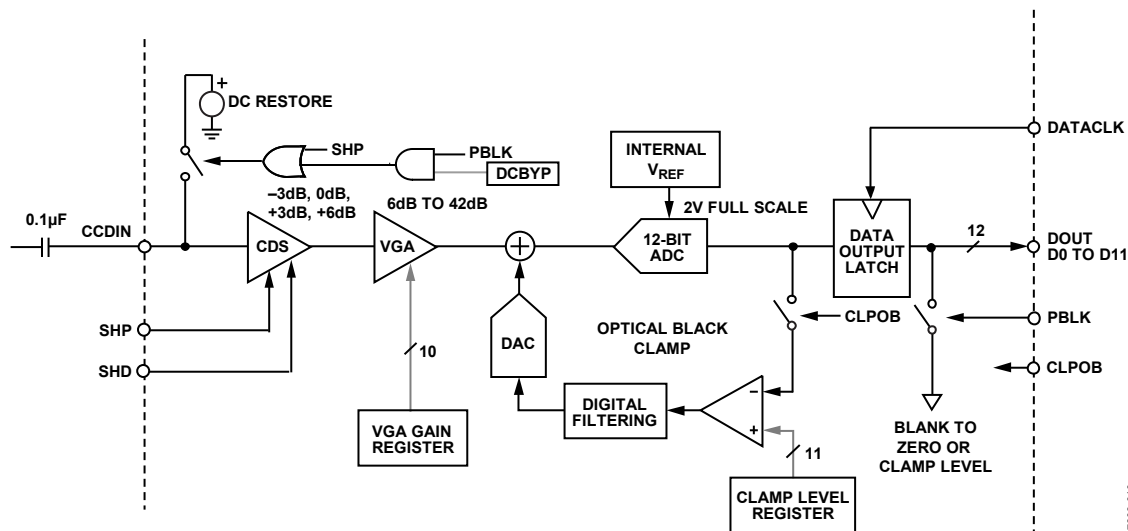 +
DC RESTORE
SHP
PBLK
DCBYP
–3dB, 0dB,
+3dB, +6dB
6dB TO 42dB
INTERNAL
VREF
2V FULL SCALE
DATACLK
0.1µF
CCDIN
CDS
VGA
+
12-BIT
ADC
DATA
OUTPUT
LATCH
12
DOUT
D0 TO D11
SHP
SHD
10
DAC
OPTICAL BLACK
CLAMP
CLPOB
PBLK
CLPOB
VGA GAIN
REGISTER
DIGITAL
FILTERING
–
+
11
BLANK TO
ZERO OR
CLAMP LEVEL
CLAMP LEVEL
REGISTER